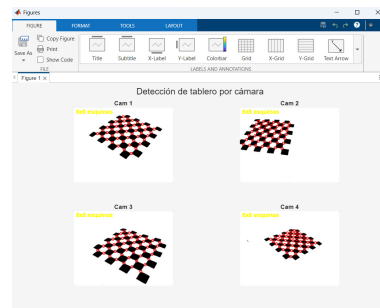 Figures
FIGURE FORMAT TOOLS LAYOUT
Save As
Copy Figure
Print
Show Code
FILE
Title Subtitle X-Label Y-Label Colorbar Grid X-Grid Y-Grid Text Arrow
LABELS AND ANNOTATIONS
Figure 1
Detección de tablero por cámara
Cam 1
Cam 2
Cam 3
Cam 4